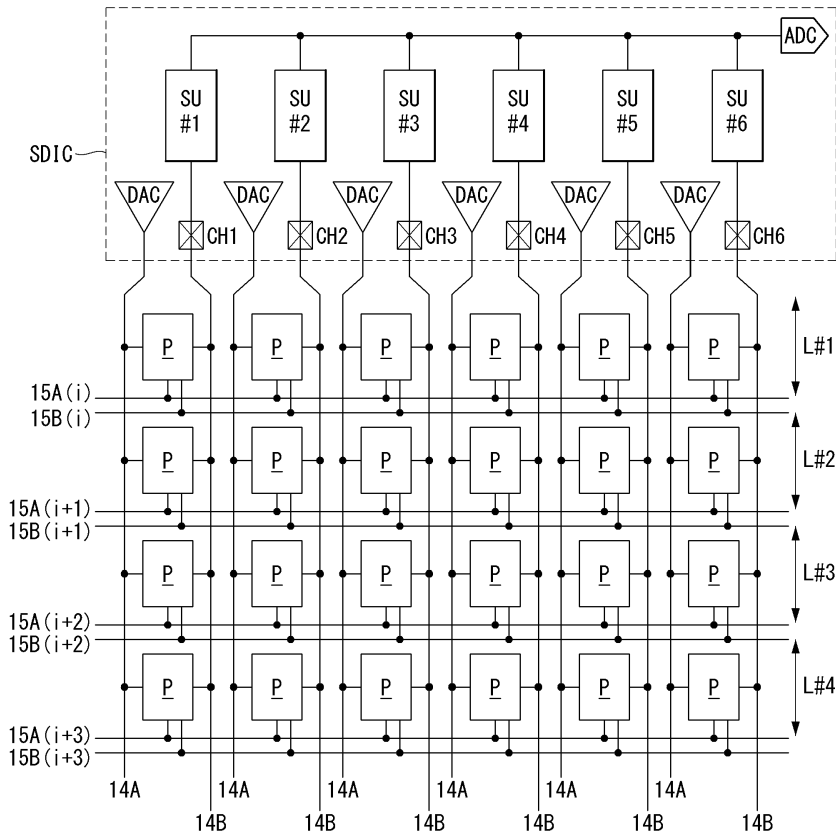 ADC
SU #1 SU #2 SU #3 SU #4 SU #5 SU #6
SDIC
DAC DAC DAC DAC DAC DAC
CH1 CH2 CH3 CH4 CH5 CH6
P P P P P P
L#1
15A(i)
15B(i)
P P P P P P
L#2
15A(i+1)
15B(i+1)
P P P P P P
L#3
15A(i+2)
15B(i+2)
P P P P P P
L#4
15A(i+3)
15B(i+3)
14A 14A 14A 14A 14A 14A
14B 14B 14B 14B 14B 14B